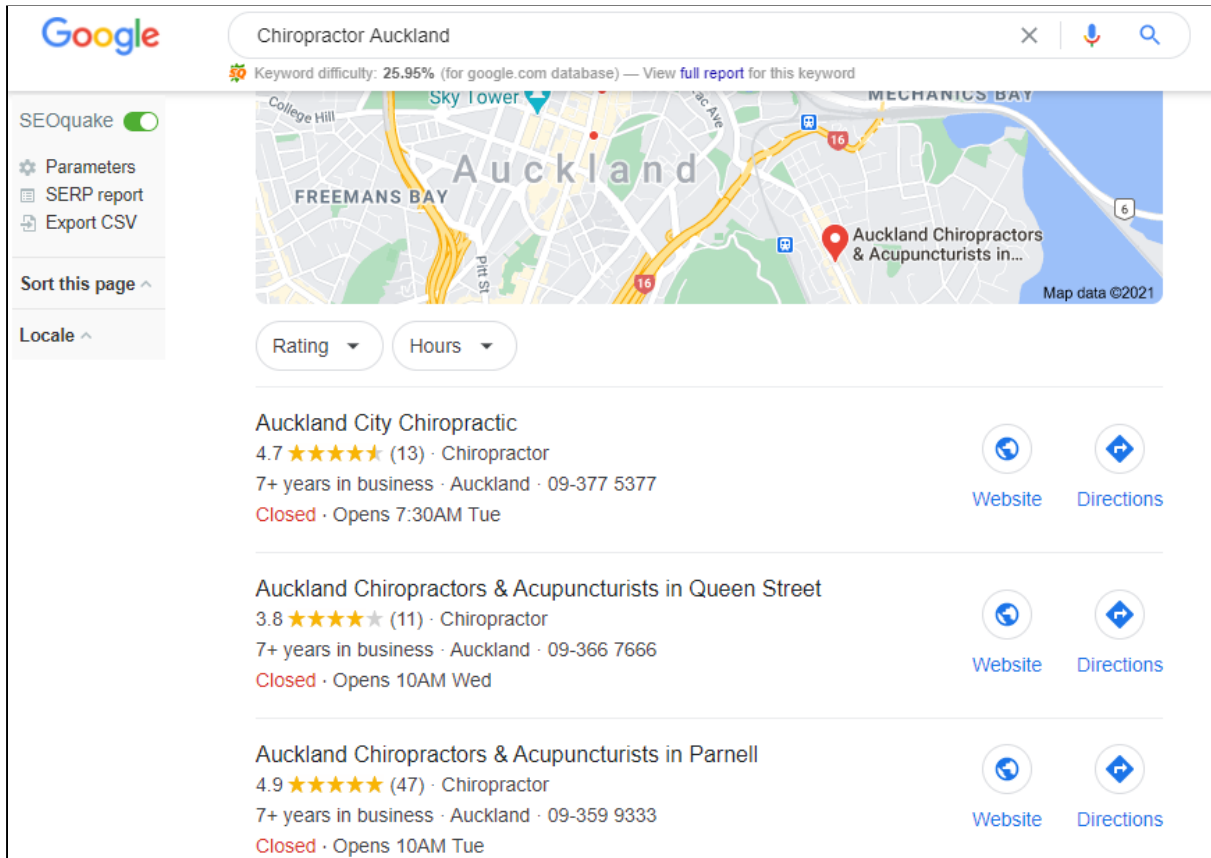 Google
Chiropractor Auckland
Keyword difficulty: 25.95% (for google.com database) — View full report for this keyword
SEOquake
Parameters
SERP report
Export CSV
Sort this page
Locale
College Hill
Sky Tower
MECHANICS BAY
Auckland
16
FREEMANS BAY
6
Pitt St
16
Auckland Chiropractors
& Acupuncturists in...
Map data ©2021
Rating
Hours
Auckland City Chiropractic
4.7 (13) · Chiropractor
7+ years in business · Auckland · 09-377 5377
Closed · Opens 7:30AM Tue
Website
Directions
Auckland Chiropractors & Acupuncturists in Queen Street
3.8 (11) · Chiropractor
7+ years in business · Auckland · 09-366 7666
Closed · Opens 10AM Wed
Website
Directions
Auckland Chiropractors & Acupuncturists in Parnell
4.9 (47) · Chiropractor
7+ years in business · Auckland · 09-359 9333
Closed · Opens 10AM Tue
Website
Directions